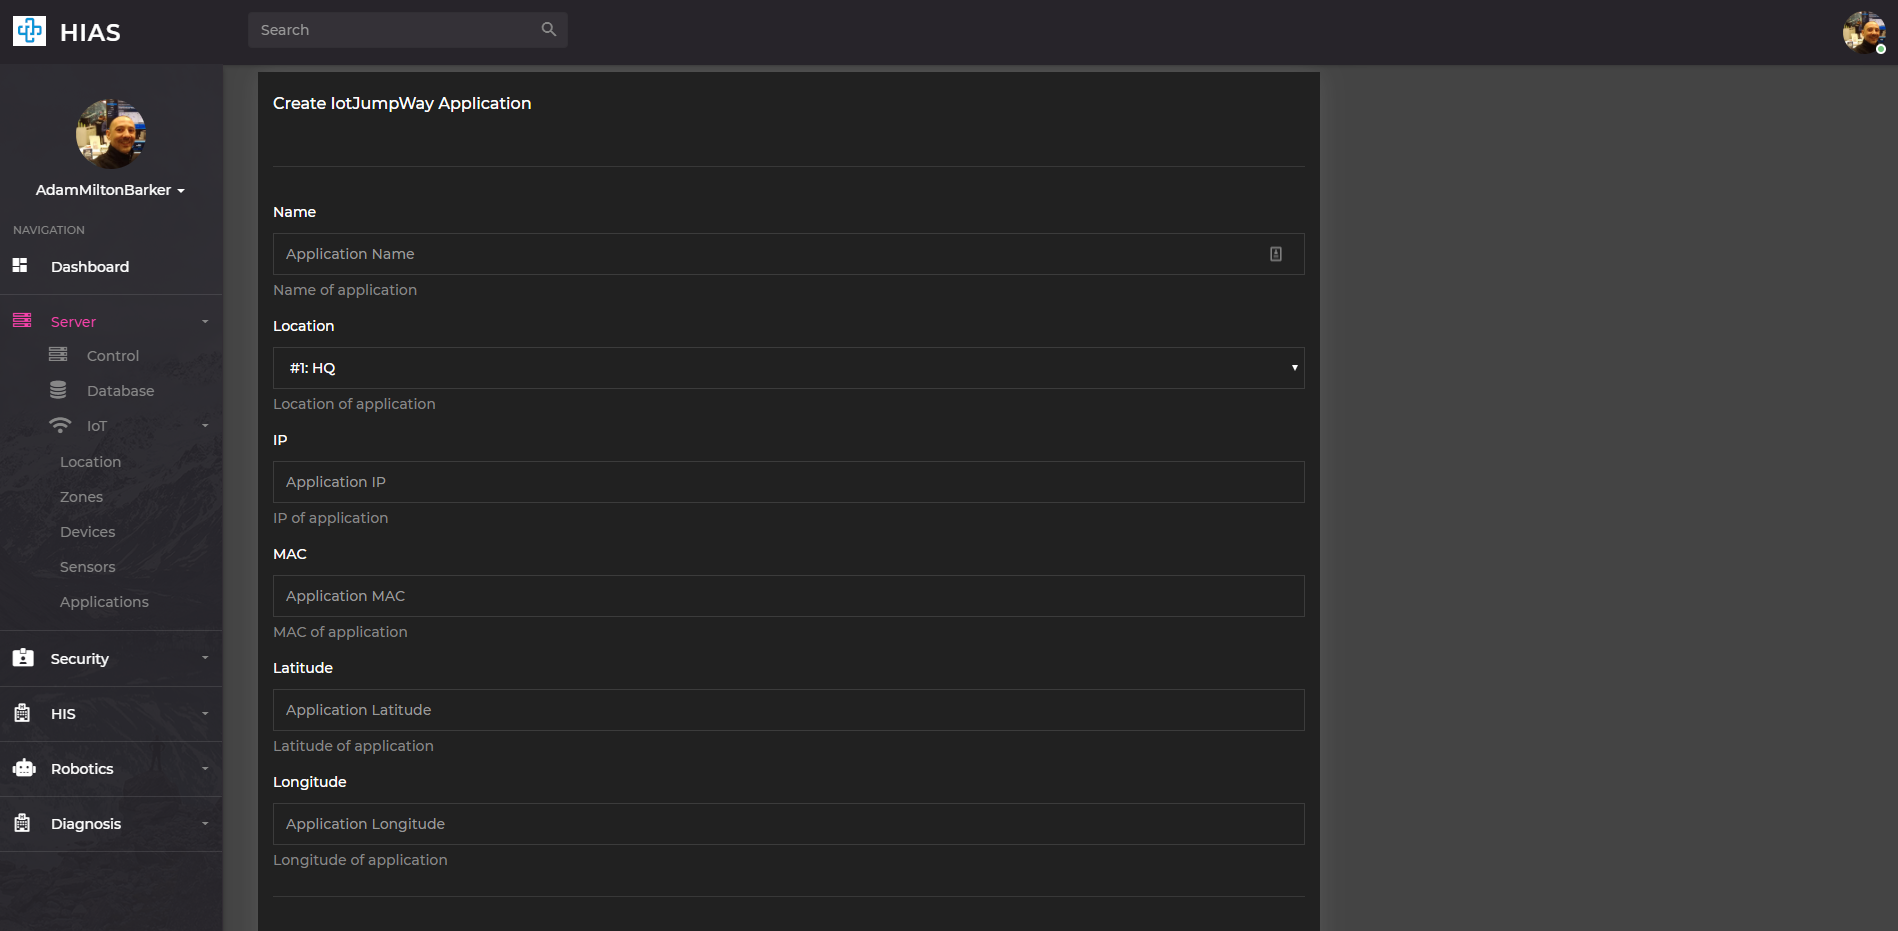 HIAS
Search
AdamMiltonBarker
NAVIGATION
Dashboard
Server
Control
Database
IoT
Location
Zones
Devices
Sensors
Applications
Security
HIS
Robotics
Diagnosis
Create IotJumpWay Application
Name
Application Name
Name of application
Location
#1: HQ
Location of application
IP
Application IP
IP of application
MAC
Application MAC
MAC of application
Latitude
Application Latitude
Latitude of application
Longitude
Application Longitude
Longitude of application